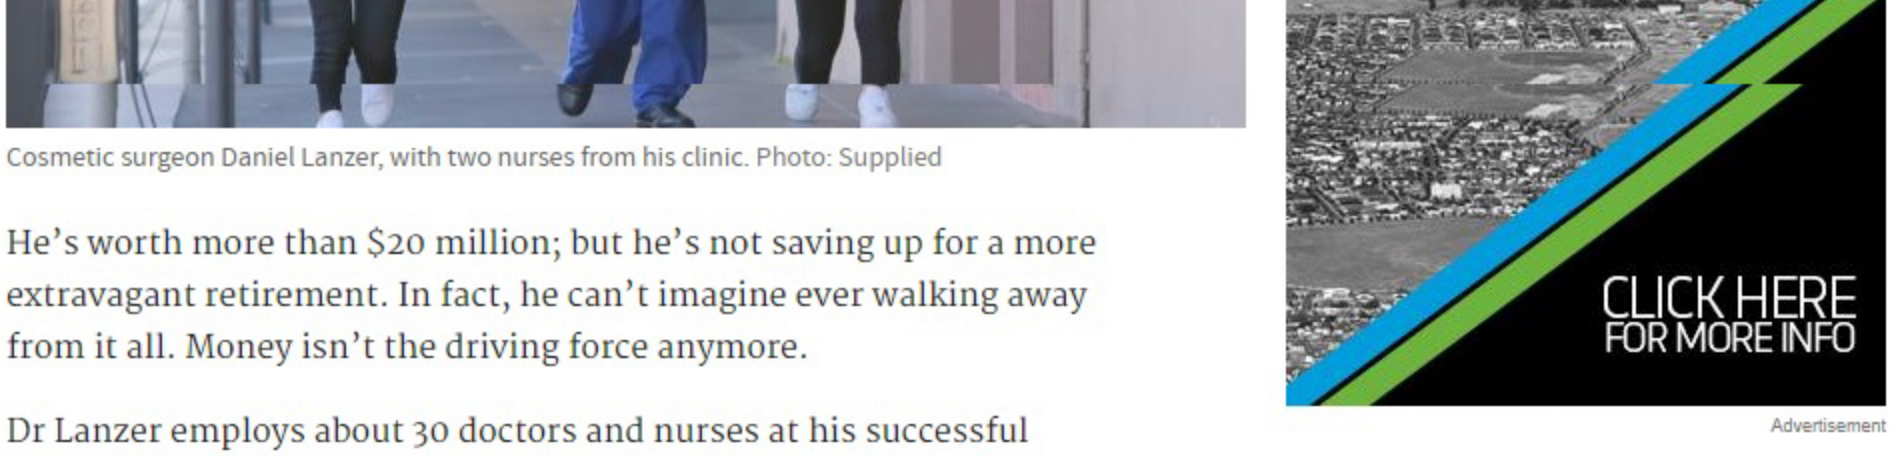 Cosmetic surgeon Daniel Lanzer, with two nurses from his clinic. Photo: Supplied
He’s worth more than $20 million; but he’s not saving up for a more
extravagant retirement. In fact, he can’t imagine ever walking away
from it all. Money isn’t the driving force anymore.
Dr Lanzer employs about 30 doctors and nurses at his successful
CLICK HERE
FOR MORE INFO
Advertisement